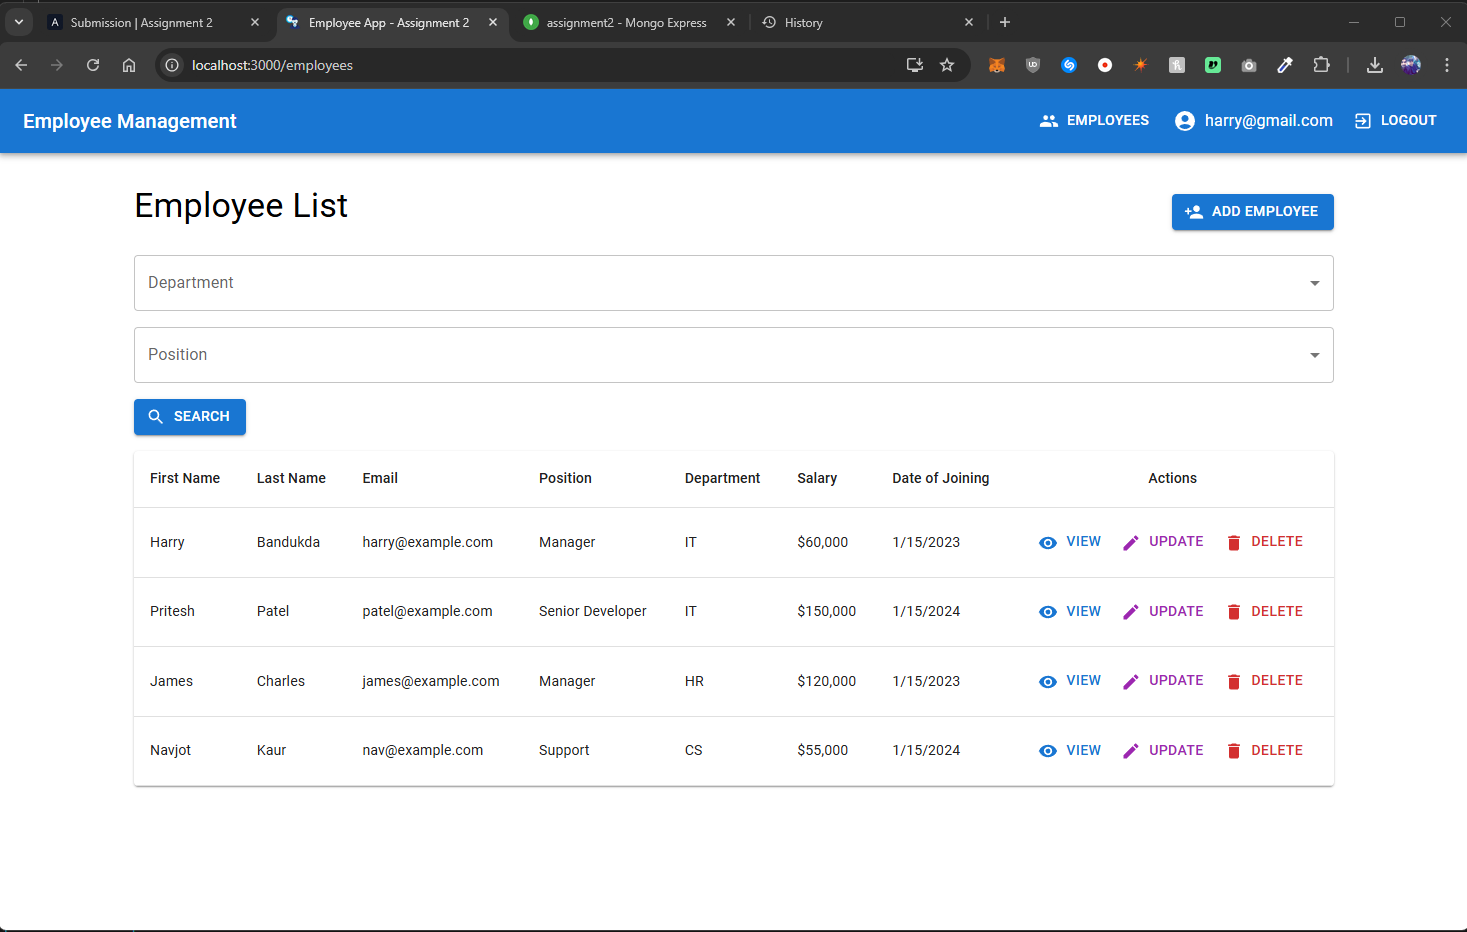 Submission | Assignment 2
Employee App - Assignment 2
assignment2 - Mongo Express
History
localhost:3000/employees
Employee Management
EMPLOYEES
harry@gmail.com
LOGOUT
Employee List
ADD EMPLOYEE
Department
Position
SEARCH
First Name Last Name Email Position Department Salary Date of Joining Actions
Harry Bandukda harry@example.com Manager IT $60,000 1/15/2023 VIEW UPDATE DELETE
Pritesh Patel patel@example.com Senior Developer IT $150,000 1/15/2024 VIEW UPDATE DELETE
James Charles james@example.com Manager HR $120,000 1/15/2023 VIEW UPDATE DELETE
Navjot Kaur nav@example.com Support CS $55,000 1/15/2024 VIEW UPDATE DELETE